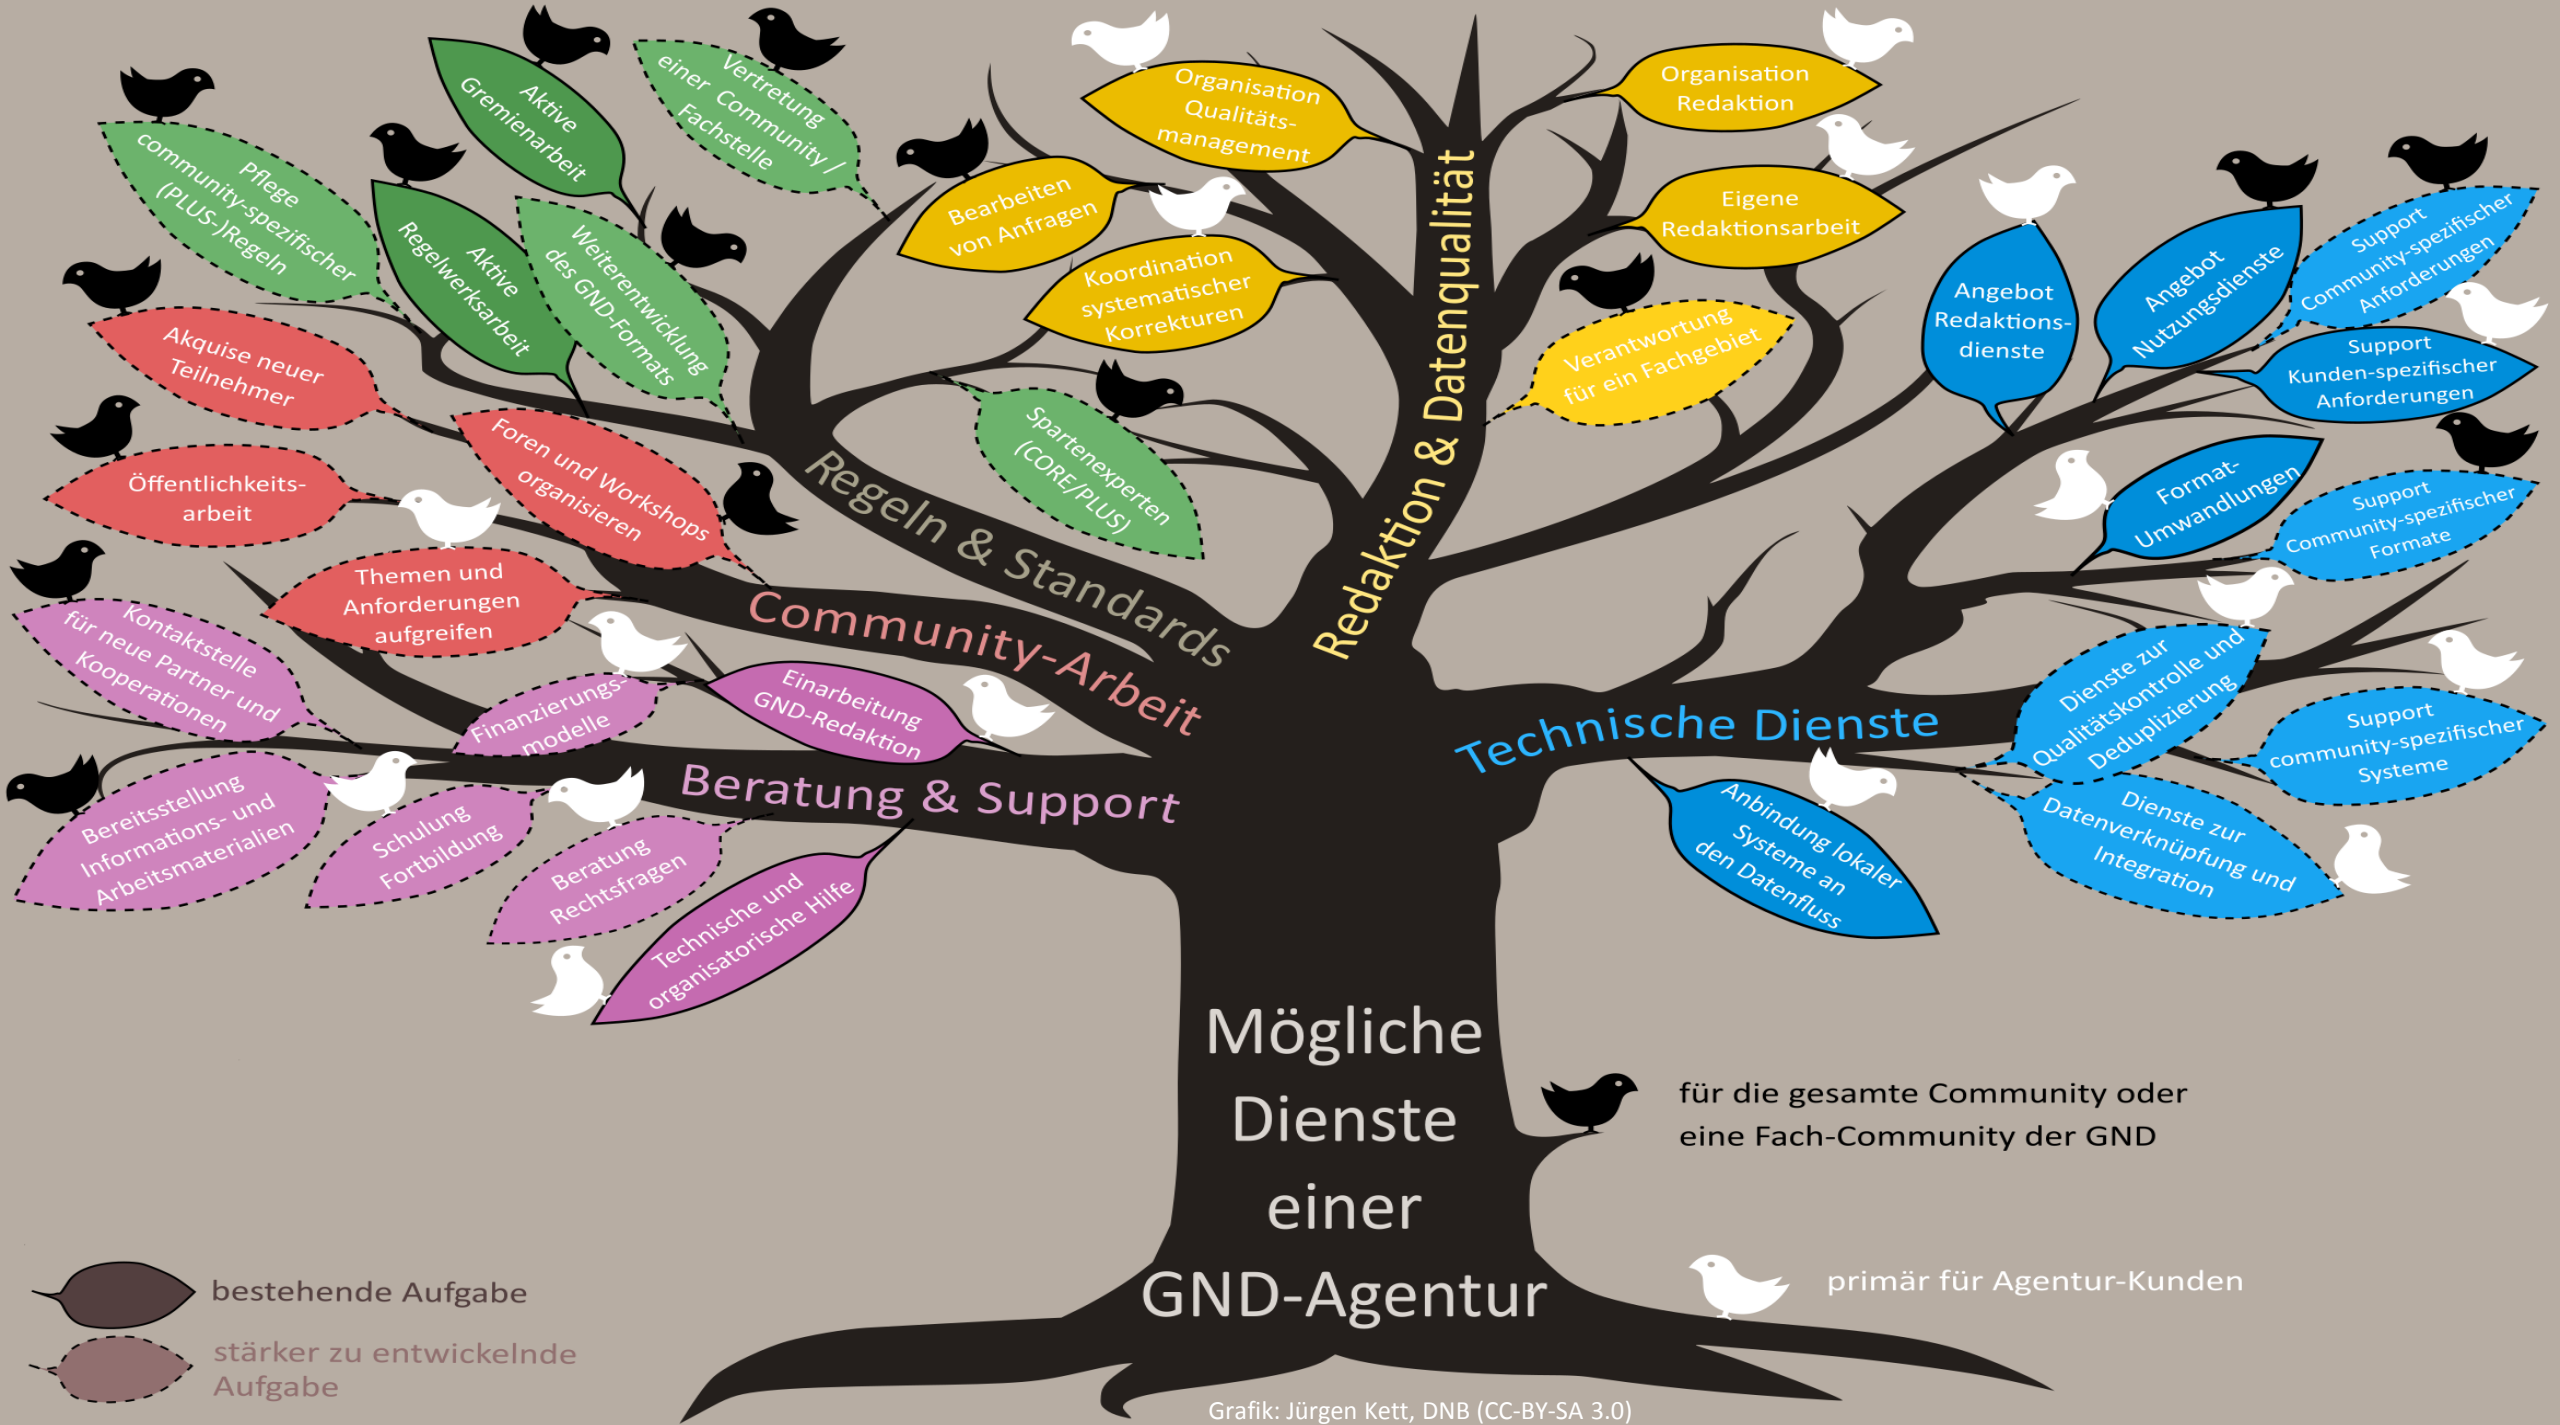 Aktive
Gremienarbeit
Vertretung
einer Community /
Fachstelle
Pflege
community-spezifischer
(PLUS-)Regeln
Aktive
Regelwerksarbeit
Weiterentwicklung
des GND-Formats
Spartenexperten
(CORE/PLUS)
Regeln & Standards
Akquise neuer
Teilnehmer
Foren und Workshops
organisieren
Öffentlichkeits-
arbeit
Themen und
Anforderungen
aufgreifen
Community-Arbeit
Kontaktstelle
für neue Partner und
Kooperationen
Finanzierungs-
modelle
Einarbeitung
GND-Redaktion
Bereitsstellung
Informations- und
Arbeitsmaterialien
Schulung
Fortbildung
Beratung
Rechtsfragen
Technische und
organisatorische Hilfe
Beratung & Support
Organisation
Qualitäts-
management
Organisation
Redaktion
Bearbeiten
von Anfragen
Eigene
Redaktionsarbeit
Koordination
systematischer
Korrekturen
Verantwortung
für ein Fachgebiet
Redaktion & Datenqualität
Angebot
Redaktions-
dienste
Angebot
Nutzungsdienste
Support
Community-spezifischer
Anforderungen
Support
Kunden-spezifischer
Anforderungen
Format-
Umwandlungen
Support
Community-spezifischer
Formate
Dienste zur
Qualitätskontrolle und
Deduplizierung
Support
community-spezifischer
Systeme
Dienste zur
Datenverknüpfung und
Integration
Anbindung lokaler
Systeme an
den Datenfluss
Technische Dienste
Mögliche
Dienste
einer
GND-Agentur
für die gesamte Community oder
eine Fach-Community der GND
primär für Agentur-Kunden
bestehende Aufgabe
stärker zu entwickelnde
Aufgabe
Grafik: Jürgen Kett, DNB (CC-BY-SA 3.0)